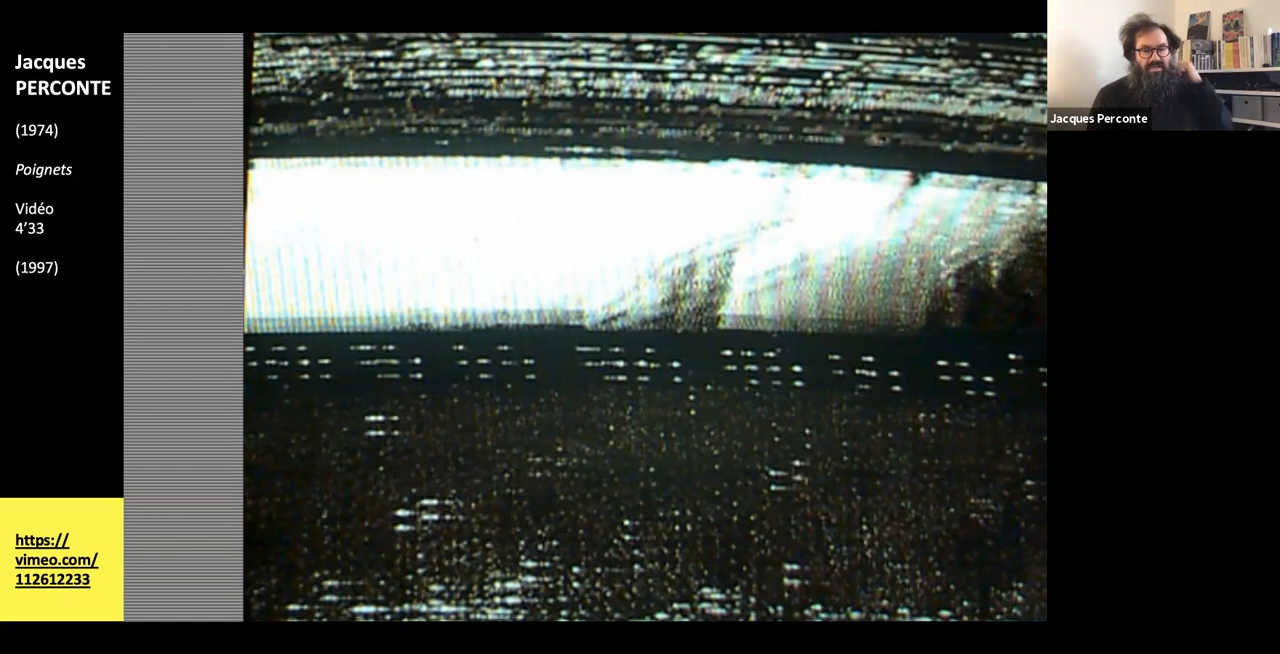 Jacques
PERCONTE
(1974)
Poignets
Vidéo
4’33
(1997)
https://
vimeo.com/
112612233
Jacques Perconte